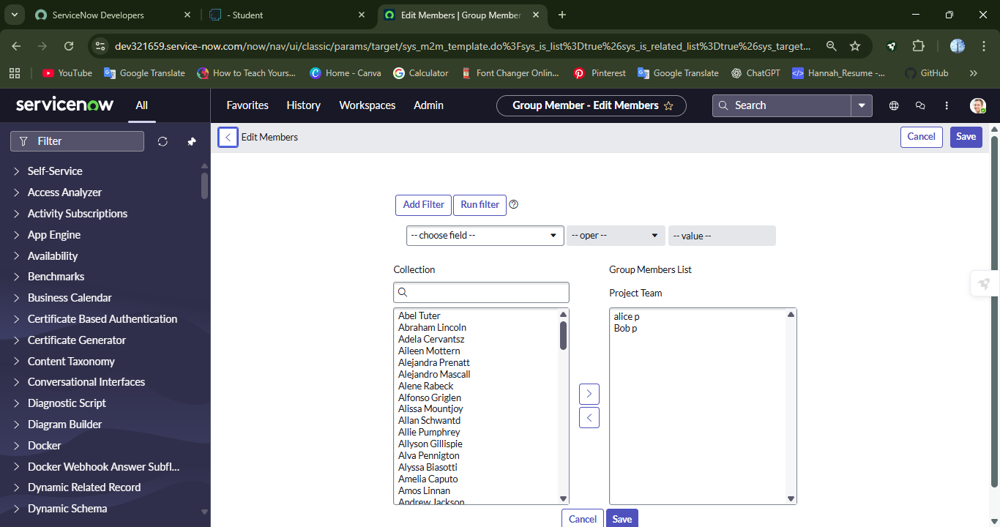 ServiceNow Developers
- Student
Edit Members | Group Member
dev321659.service-now.com/now/nav/ui/classic/params/target/sys_m2m_template.do%3Fsys_is_list%3Dtrue%26sys_is_related_list%3Dtrue%26sys_target...
YouTube
Google Translate
How to Teach Yours...
Home - Canva
Calculator
Font Changer Onlin...
Pinterest
Google Translate
ChatGPT
Hannah_Resume -...
GitHub
servicenow
All
Favorites
History
Workspaces
Admin
Group Member - Edit Members
Search
Filter
Self-Service
Access Analyzer
Activity Subscriptions
App Engine
Availability
Benchmarks
Business Calendar
Certificate Based Authentication
Certificate Generator
Content Taxonomy
Conversational Interfaces
Diagnostic Script
Diagram Builder
Docker
Docker Webhook Answer Subfl...
Dynamic Related Record
Dynamic Schema
Edit Members
Cancel
Save
Add Filter
Run filter
-- choose field --
-- oper --
-- value --
Collection
Abel Tuter
Abraham Lincoln
Adela Cervantsz
Aileen Mottern
Alejandra Prenatt
Alejandro Mascall
Alene Rabeck
Alfonso Griglen
Alissa Mountjoy
Allan Schwantd
Allie Pumphrey
Allyson Gillispie
Alva Pennigton
Alyssa Biasotti
Amelia Caputo
Amos Linnan
Andrew Jackson
Group Members List
Project Team
alice p
Bob p
Cancel
Save